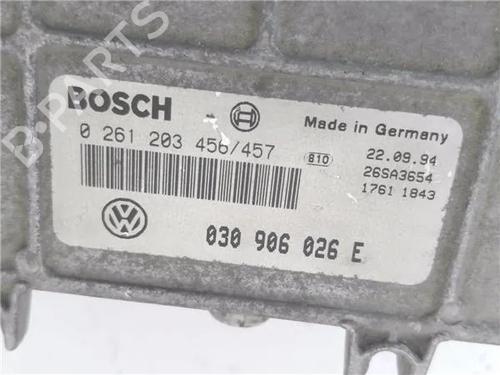 B-PARTS
BOSCH
Made in Germany
0 261 203 456/457
810
22.09.94
26SA3654
1761 1843
VW
030 906 026 E